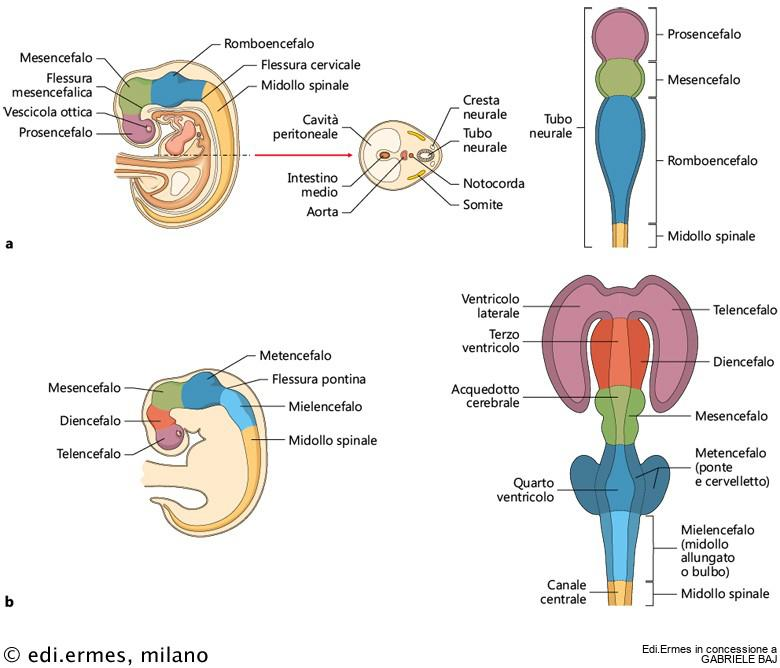 Mesencefalo
Flessura
mesencefalica
Vescicola ottica
Prosencefalo
Romboencefalo
Flessura cervicale
Midollo spinale
Cavità
peritoneale
Intestino
medio
Aorta
Cresta
neurale
Tubo
neurale
Notocorda
Somite
Tubo
neurale
Prosencefalo
Mesencefalo
Romboencefalo
Midollo spinale
a
Mesencefalo
Diencefalo
Telencefalo
Metencefalo
Flessura pontina
Mielencefalo
Midollo spinale
Ventricolo
laterale
Terzo
ventricolo
Acquedotto
cerebrale
Quarto
ventricolo
Canale
centrale
Telencefalo
Diencefalo
Mesencefalo
Metencefalo
(ponte
e cervelletto)
Mielencefalo
(midollo
allungato
o bulbo)
Midollo spinale
b
© edi.ermes, milano
Edi.Ermes in concessione a
GABRIELE BAJ